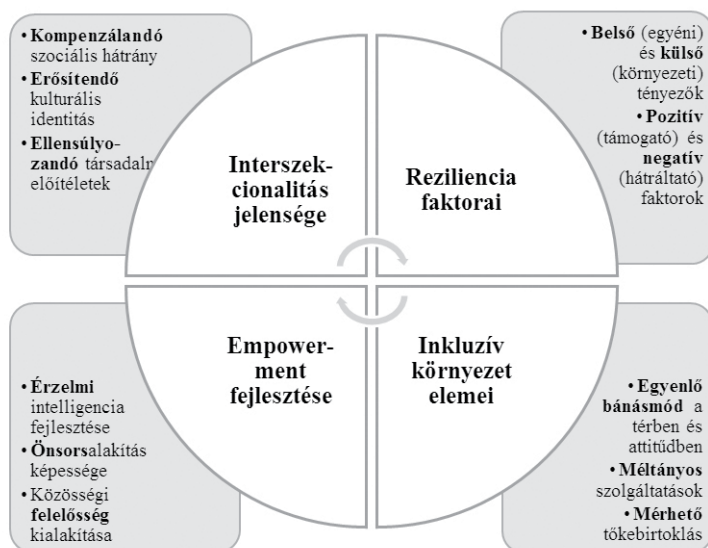 • Kompenzálandó
szociális hátrány
• Erősítendő
kulturális
identitás
• Ellensúlyo-
zandó
előítéletek
Interszek-
cionalitás
jelensége
• Belső (egyéni)
és külső
(környezeti)
tényezők
• Pozitív
(támogató) és
negatív
(hátráltató)
faktorok
Reziliencia
faktorai
• Érzelmi
intelligencia
fejlesztése
• Önsorsalakítás
képessége
• Közösségi
felelősség
kialakítása
Empower-
ment
fejlesztése
Inkluzív
környezet
elemei
• Egyenlő
bánásmód a
térben és
attitűdben
• Méltányos
szolgáltatások
• Mérhető
tőkebirtoklás